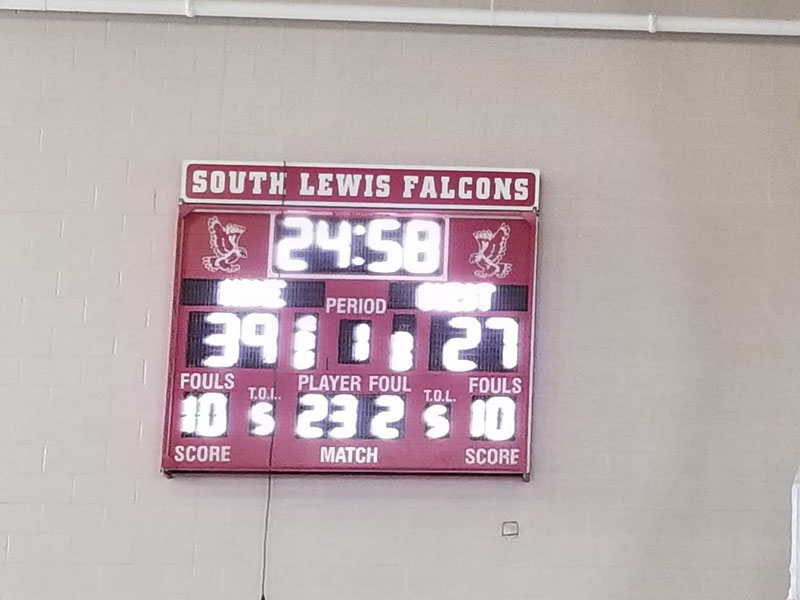 SOUTH LEWIS FALCONS
24:58
PERIOD
39 1 27
FOULS PLAYER FOUL FOULS
T.O.L. T.O.L.
10 5 23 2 5 10
SCORE MATCH SCORE